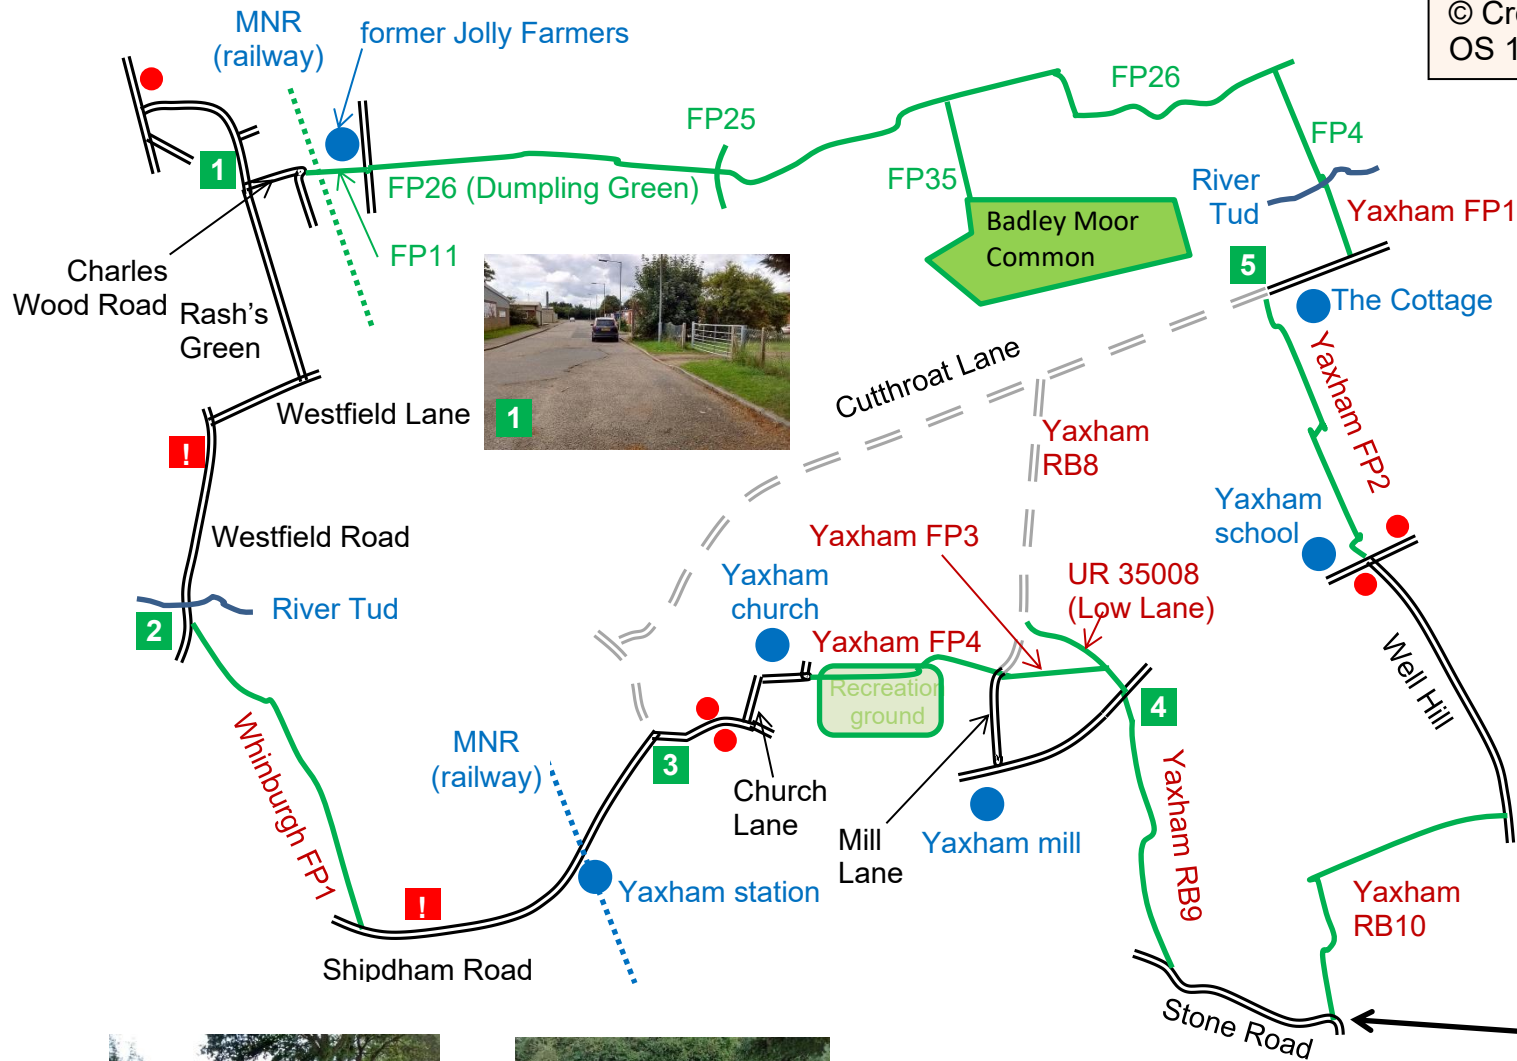 © Cr
OS 1
MNR
(railway)
former Jolly Farmers
FP26
FP25
FP4
1
FP26 (Dumpling Green)
FP35
River
Tud
Yaxham FP1
Badley Moor
Common
FP11
5
Charles
Wood Road
Rash's
Green
The Cottage
Cutthroat Lane
Yaxham FP2
Westfield Lane
1
!
Yaxham
RB8
Yaxham
school
Westfield Road
Yaxham FP3
Yaxham
church
UR 35008
(Low Lane)
River Tud
2
Yaxham FP4
Well Hill
Recreation
ground
4
Whinburgh FP1
MNR
(railway)
3
Church
Lane
Mill
Lane
Yaxham mill
Yaxham RB9
!
Yaxham station
Yaxham
RB10
Shipdham Road
Stone Road